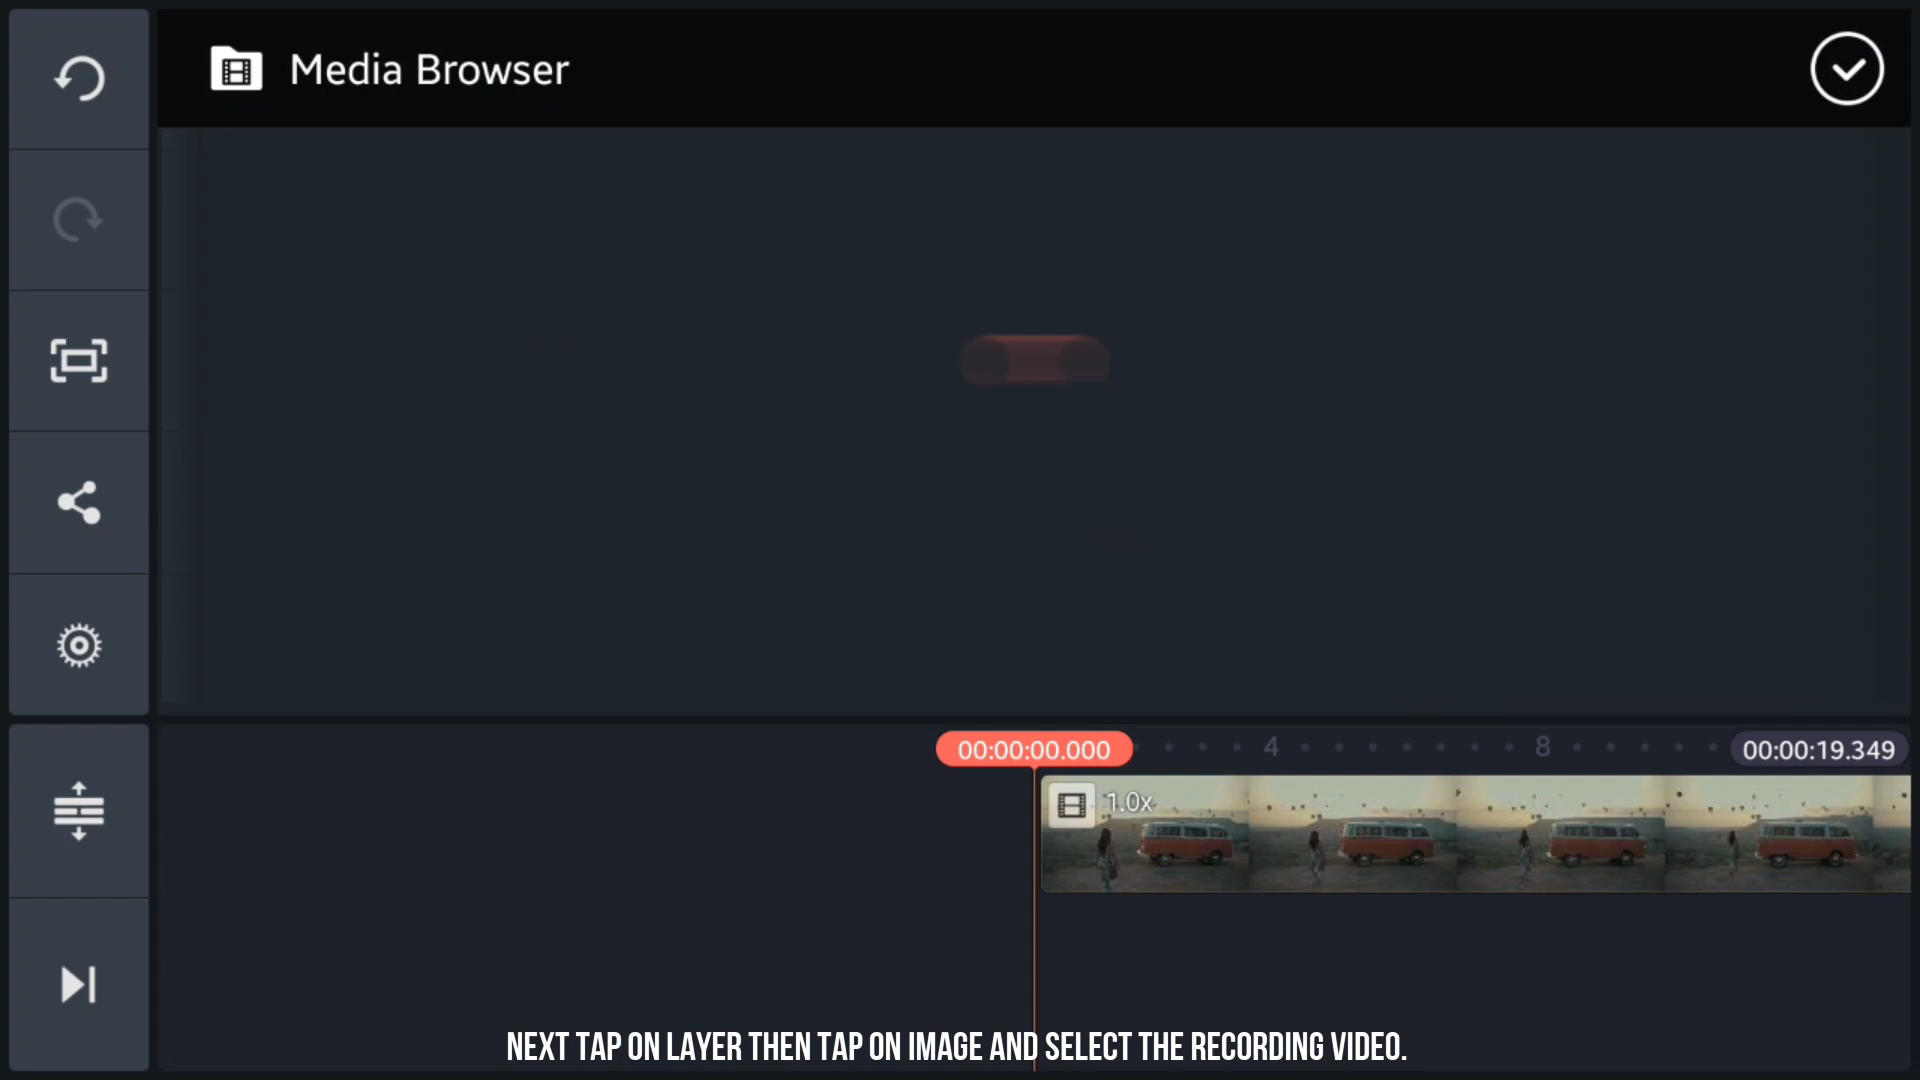 Media Browser
00:00:00.000
4
8
00:00:19.349
1.0x
NEXT TAP ON LAYER THEN TAP ON IMAGE AND SELECT THE RECORDING VIDEO.